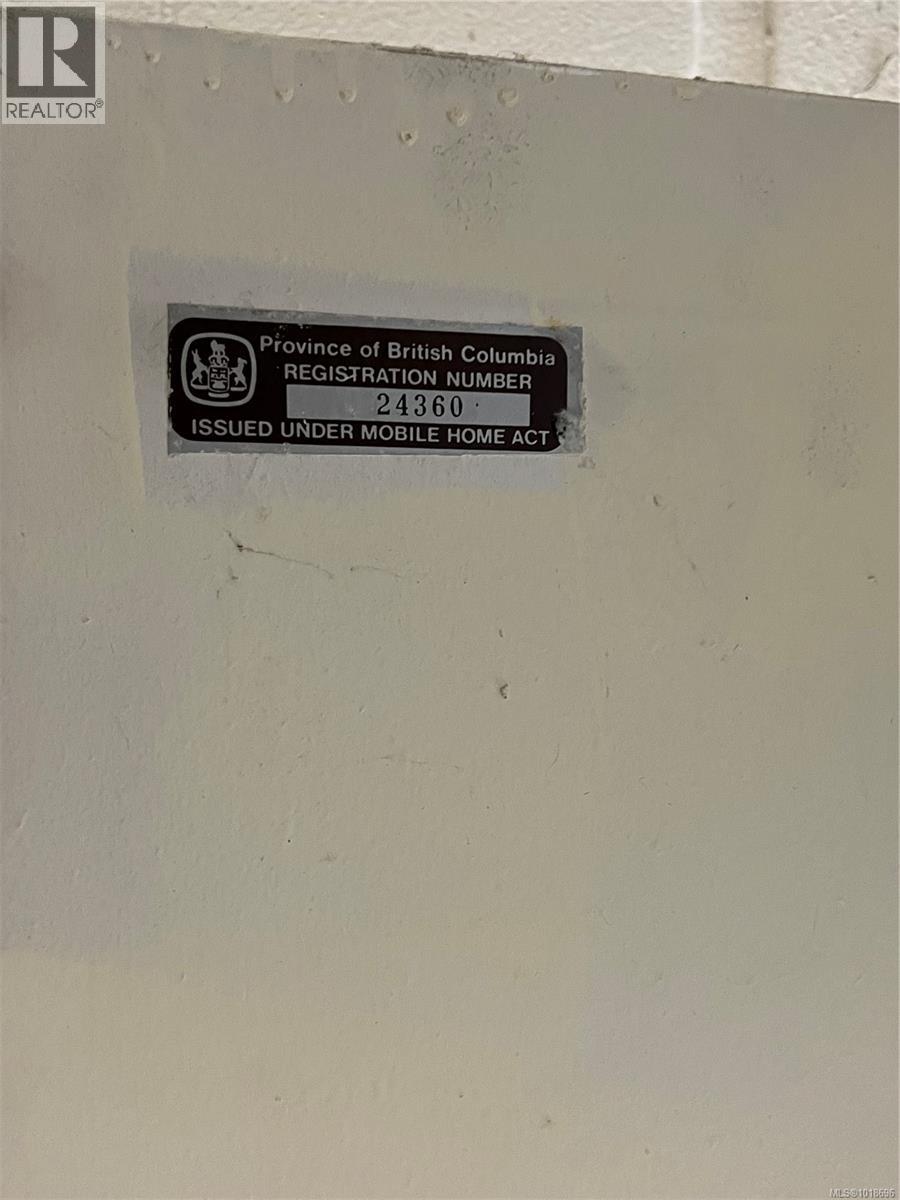 R
REALTOR®
Province of British Columbia
REGISTRATION NUMBER
24360
ISSUED UNDER MOBILE HOME ACT
MLS®1018696